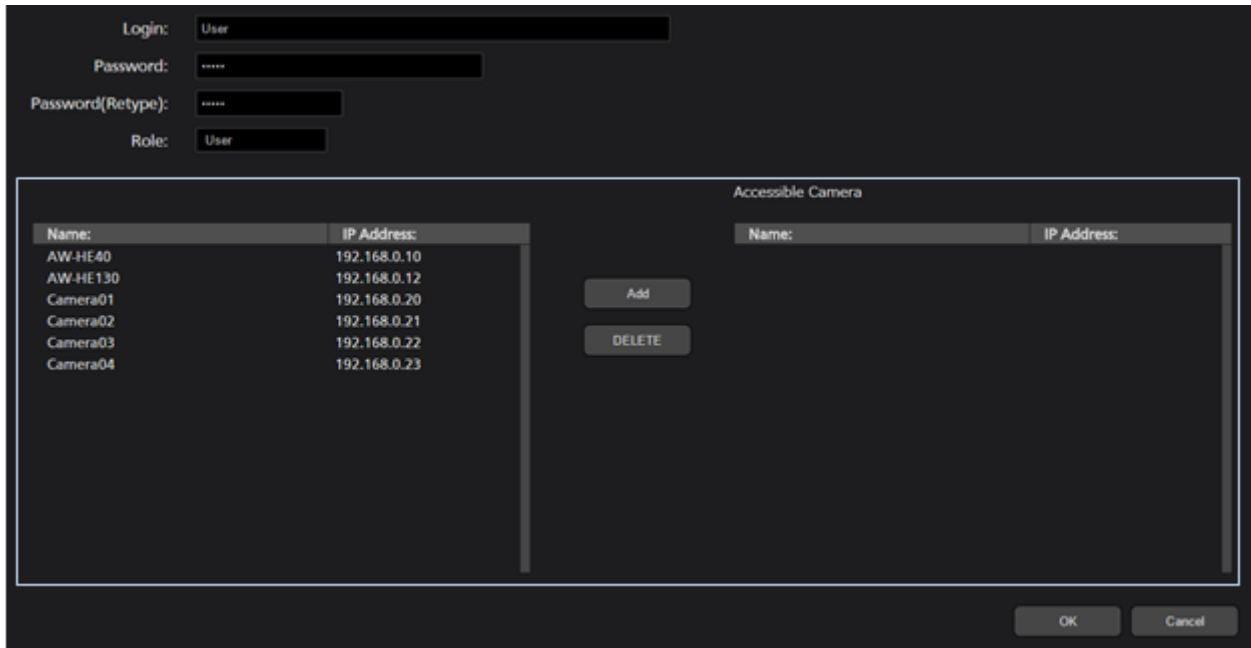 Login: User
Password: •••••
Password(Retype): •••••
Role: User
Accessible Camera
Name: IP Address: Name: IP Address:
AW-HE40 192.168.0.10
AW-HE130 192.168.0.12
Camera01 192.168.0.20
Camera02 192.168.0.21
Camera03 192.168.0.22
Camera04 192.168.0.23
Add
DELETE
OK Cancel